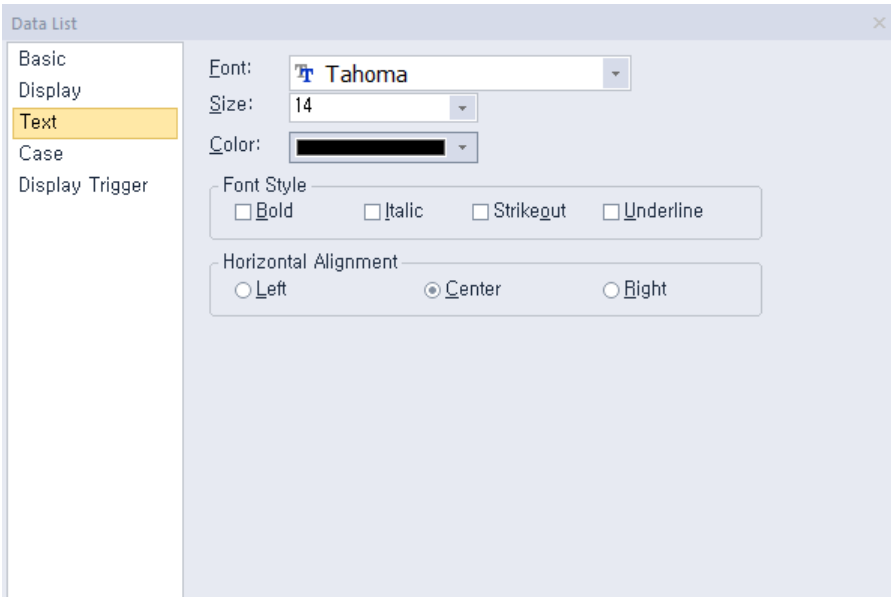 Data List
Basic
Display
Text
Case
Display Trigger
Font: Tahoma
Size: 14
Color:
Font Style
Bold Italic Strikeout Underline
Horizontal Alignment
Left Center Right